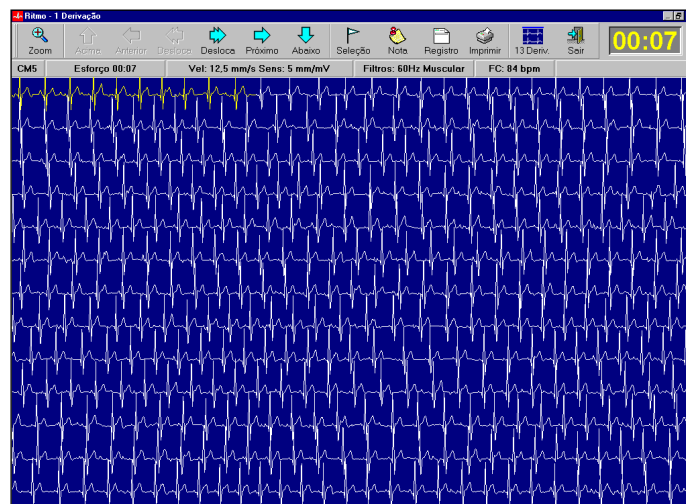 Ritmo - 1 Derivação
Zoom Acima Anterior Desloca Desloca Próximo Abaixo Seleção Nota Registro Imprimir 13 Deriv. Sair 00:07
CM5 Esforço 00:07 Vel: 12,5 mm/s Sens: 5 mm/mV Filtros: 60Hz Muscular FC: 84 bpm